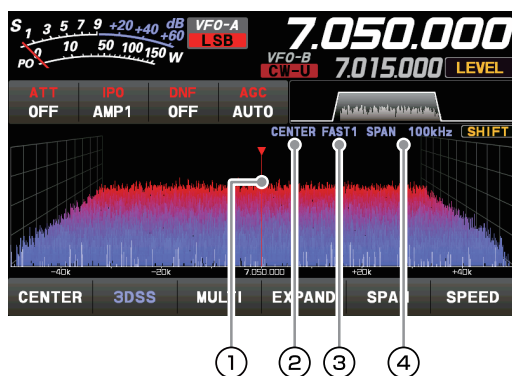 S 1 3 5 7 9 +20 +40 +60 dB
PO 0 10 50 100 150 W
VFO-A
LSB
7.050.000
VFO-B
CW-U
7.015.000
LEVEL
ATT IPO DNF AGC
OFF AMP1 OFF AUTO
CENTER FAST1 SPAN 100kHz SHIFT
-40k -20k 7.050.000 +20k +40k
CENTER 3DSS MULTI EXPAND SPAN SPEED
1 2 3 4